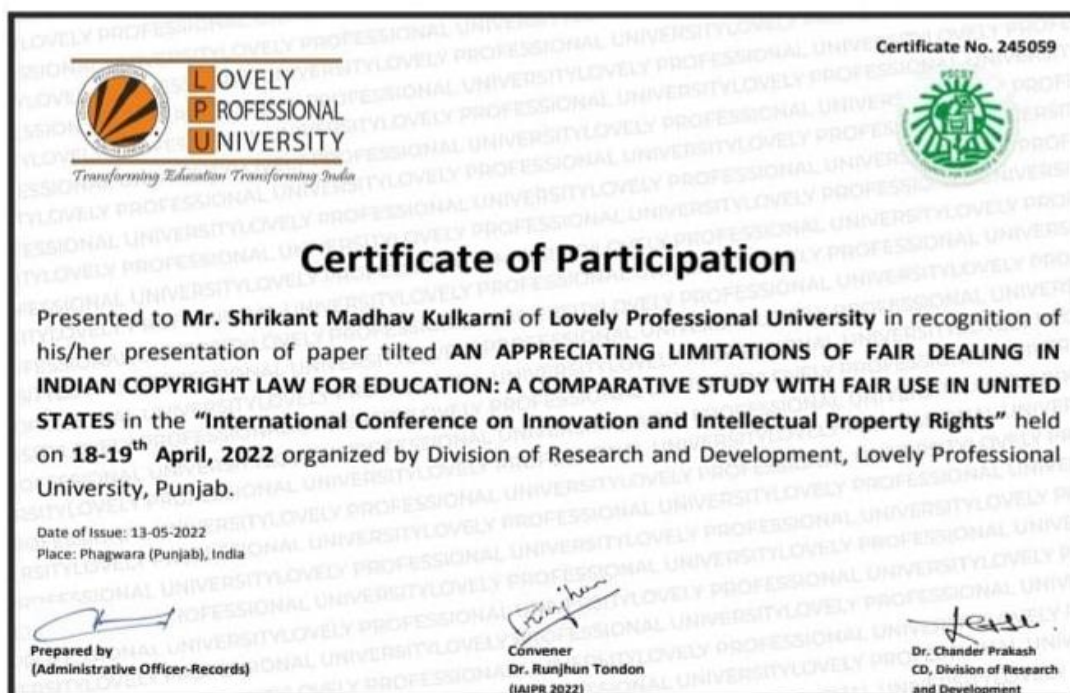 Certificate No. 245059
LOVELY
PROFESSIONAL
UNIVERSITY
Transforming Education Transforming India
Certificate of Participation
Presented to Mr. Shrikant Madhav Kulkarni of Lovely Professional University in recognition of
his/her presentation of paper tilted AN APPRECIATING LIMITATIONS OF FAIR DEALING IN
INDIAN COPYRIGHT LAW FOR EDUCATION: A COMPARATIVE STUDY WITH FAIR USE IN UNITED
STATES in the "International Conference on Innovation and Intellectual Property Rights" held
on 18-19th April, 2022 organized by Division of Research and Development, Lovely Professional
University, Punjab.
Date of Issue: 13-05-2022
Place: Phagwara (Punjab), India
Prepared by
(Administrative Officer-Records)
Convener
Dr. Runjhun Tondon
(IAIPR 2022)
Dr. Chander Prakash
COD, Division of Research
and Development